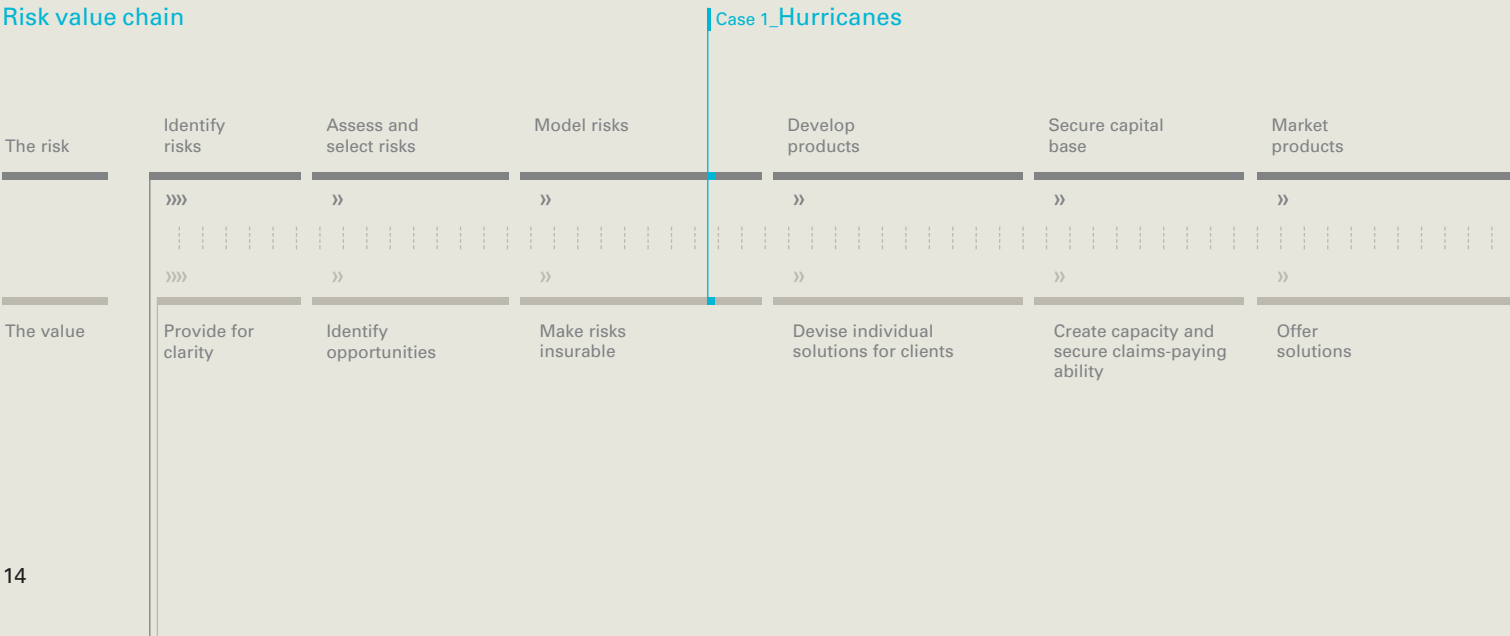 Risk value chain
Case 1_Hurricanes
The risk
Identify
risks
Assess and
select risks
Model risks
Develop
products
Secure capital
base
Market
products
»»
»
»
»
»
»
»»
»
»
»
»
»
The value
Provide for
clarity
Identify
opportunities
Make risks
insurable
Devise individual
solutions for clients
Create capacity and
secure claims-paying
ability
Offer
solutions
14